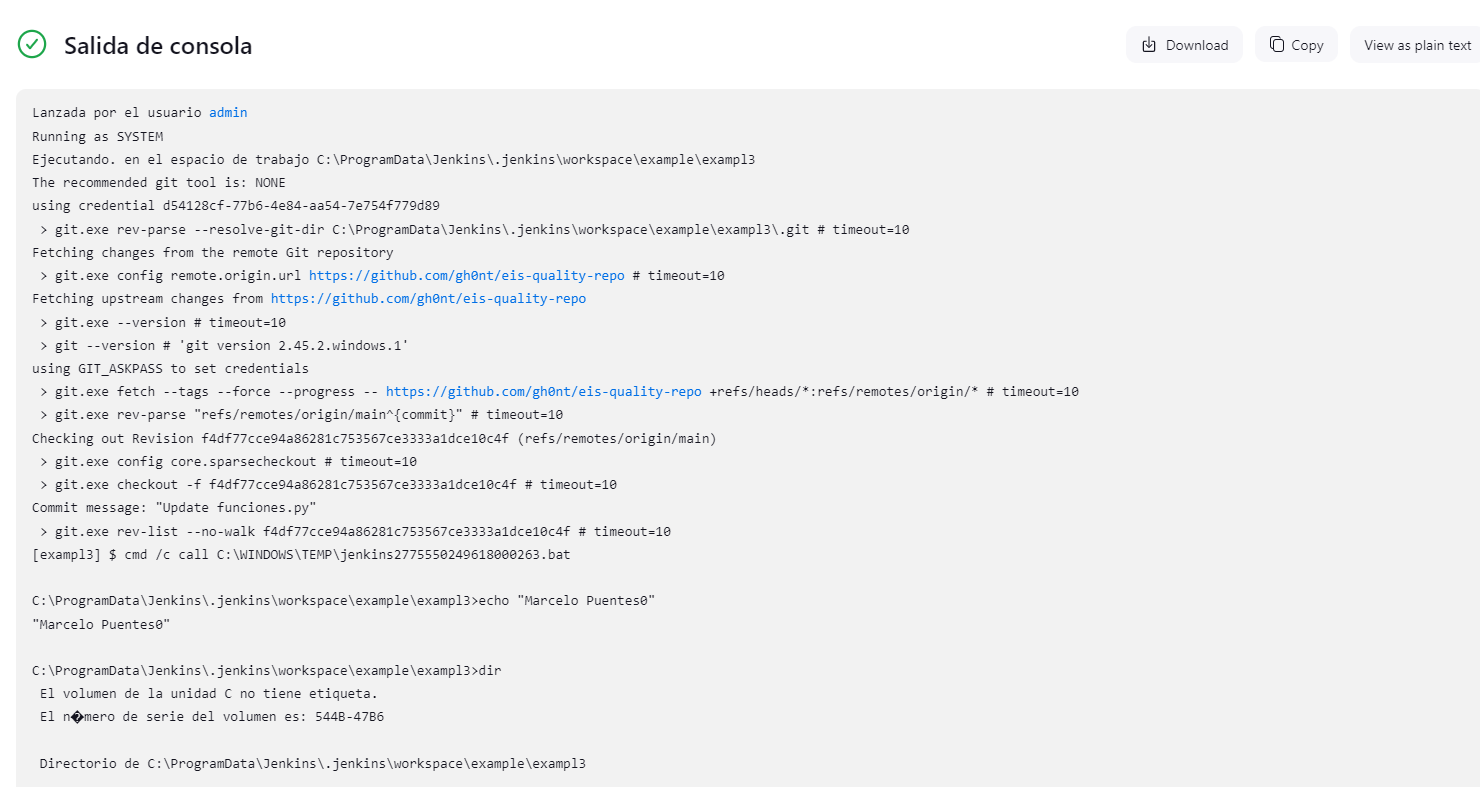 Salida de consola
Download
Copy
View as plain text
Lanzada por el usuario admin
Running as SYSTEM
Ejecutando. en el espacio de trabajo C:\ProgramData\Jenkins\.jenkins\workspace\example\exampl3
The recommended git tool is: NONE
using credential d54128cf-77b6-4e84-aa54-7e754f779d89
> git.exe rev-parse --resolve-git-dir C:\ProgramData\Jenkins\.jenkins\workspace\example\exampl3\.git # timeout=10
Fetching changes from the remote Git repository
> git.exe config remote.origin.url https://github.com/gh0nt/eis-quality-repo # timeout=10
Fetching upstream changes from https://github.com/gh0nt/eis-quality-repo
> git.exe --version # timeout=10
> git --version # 'git version 2.45.2.windows.1'
using GIT_ASKPASS to set credentials
> git.exe fetch --tags --force --progress -- https://github.com/gh0nt/eis-quality-repo +refs/heads/*:refs/remotes/origin/* # timeout=10
> git.exe rev-parse "refs/remotes/origin/main^{commit}" # timeout=10
Checking out Revision f4df77cce94a86281c753567ce3333a1dce10c4f (refs/remotes/origin/main)
> git.exe config core.sparsecheckout # timeout=10
> git.exe checkout -f f4df77cce94a86281c753567ce3333a1dce10c4f # timeout=10
Commit message: "Update funciones.py"
> git.exe rev-list --no-walk f4df77cce94a86281c753567ce3333a1dce10c4f # timeout=10
[exampl3] $ cmd /c call C:\WINDOWS\TEMP\jenkins2775550249618000263.bat
C:\ProgramData\Jenkins\.jenkins\workspace\example\exampl3>echo "Marcelo Puentes0"
"Marcelo Puentes0"
C:\ProgramData\Jenkins\.jenkins\workspace\example\exampl3>dir
El volumen de la unidad C no tiene etiqueta.
El n�mero de serie del volumen es: 544B-47B6
Directorio de C:\ProgramData\Jenkins\.jenkins\workspace\example\exampl3